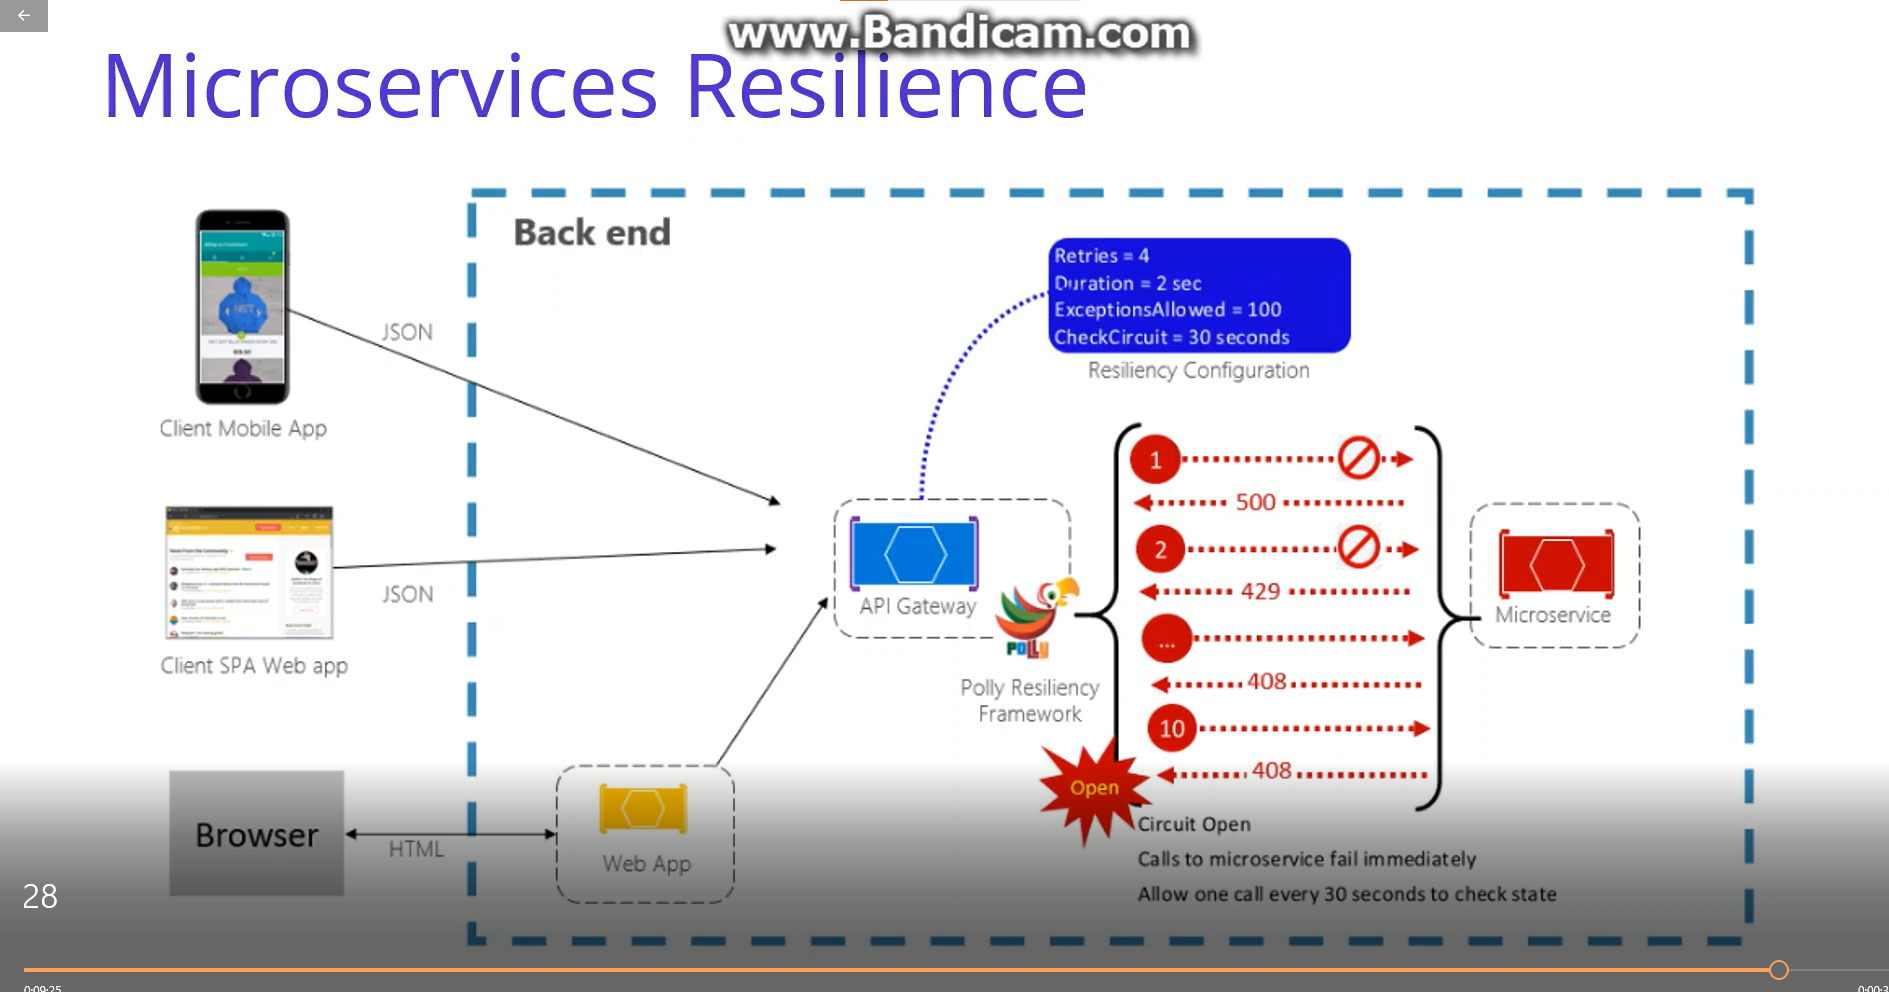 www.Bandicam.com
Microservices Resilience
Back end
Retries = 4
Duration = 2 sec
ExceptionsAllowed = 100
CheckCircuit = 30 seconds
Resiliency Configuration
JSON
Client Mobile App
1
500
2
429
...
408
10
408
API Gateway
POLLY
Polly Resiliency
Framework
Microservice
JSON
Client SPA Web app
Open
Circuit Open
Calls to microservice fail immediately
Allow one call every 30 seconds to check state
Browser
HTML
Web App
28
0:09:25